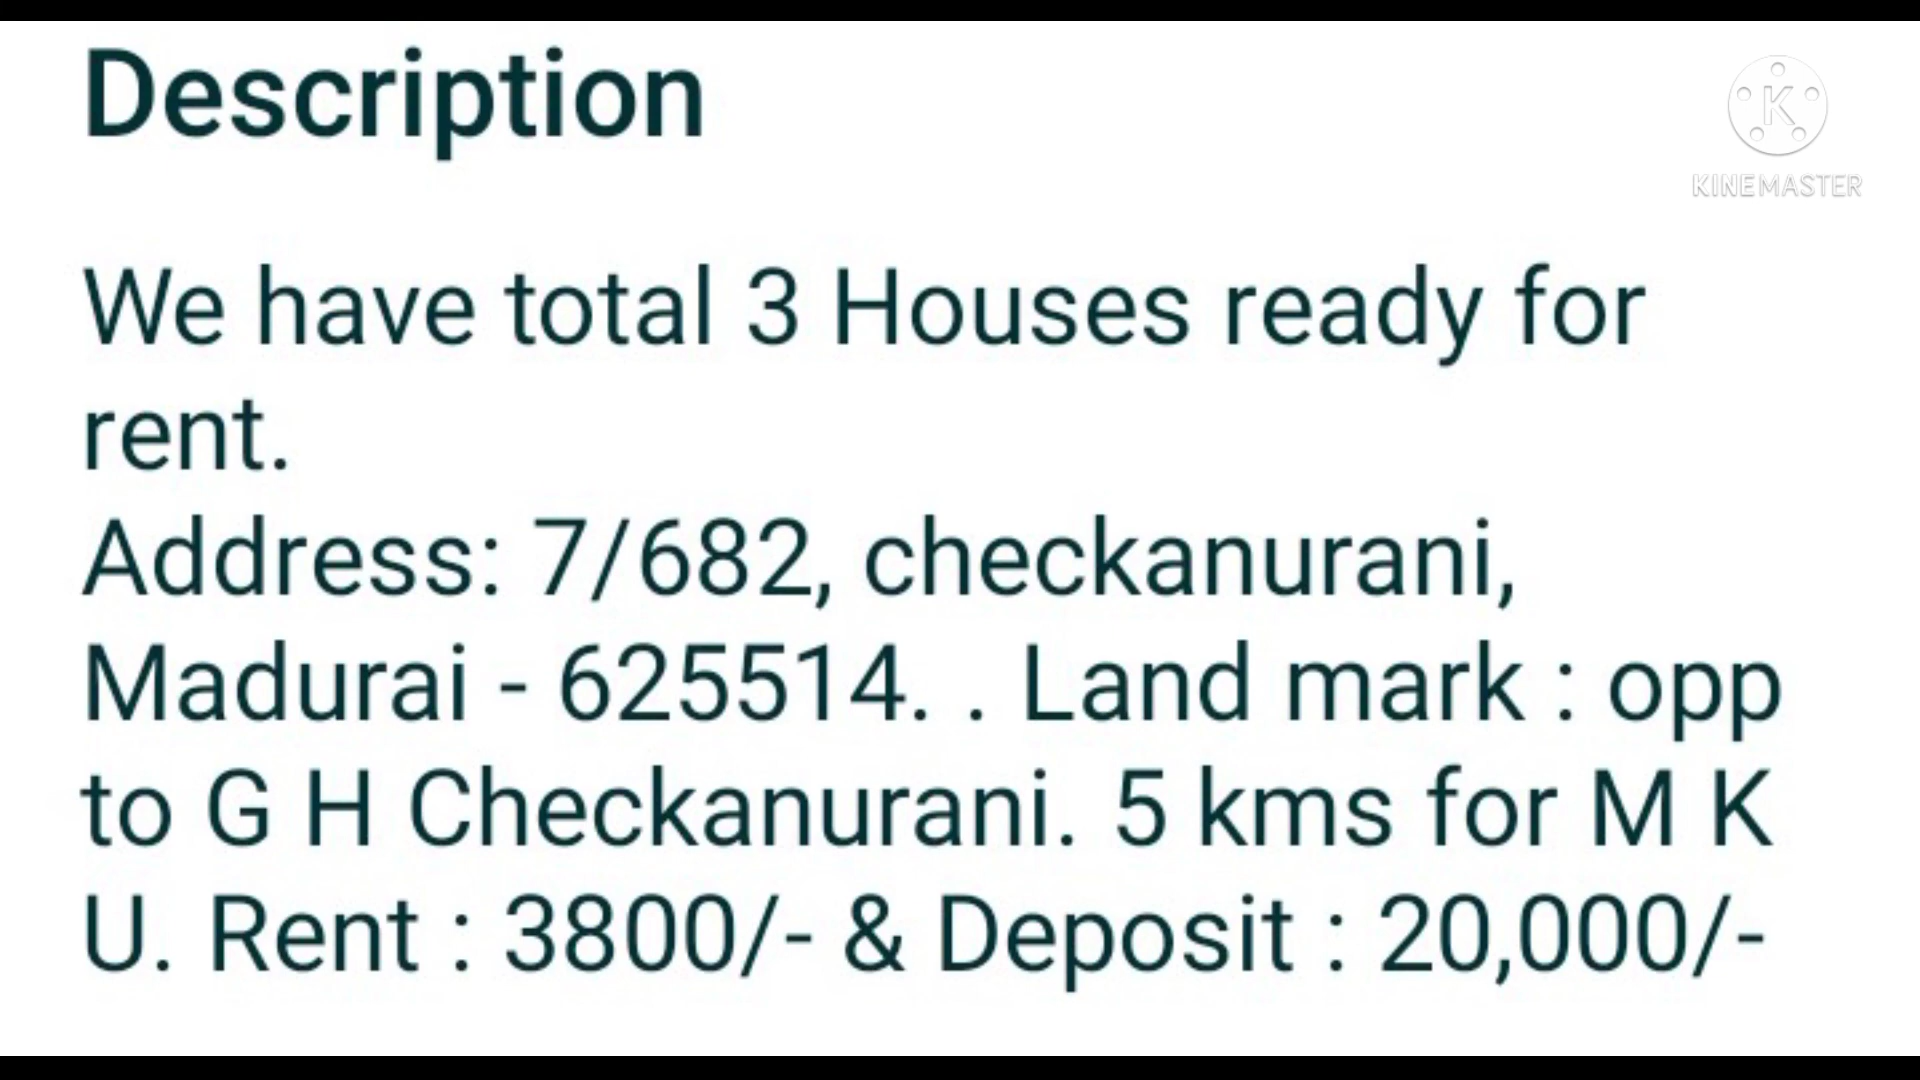 Description
KINEMASTER
We have total 3 Houses ready for
rent.
Address: 7/682, checkanurani,
Madurai - 625514. . Land mark : opp
to G H Checkanurani. 5 kms for M K
U. Rent : 3800/- & Deposit : 20,000/-